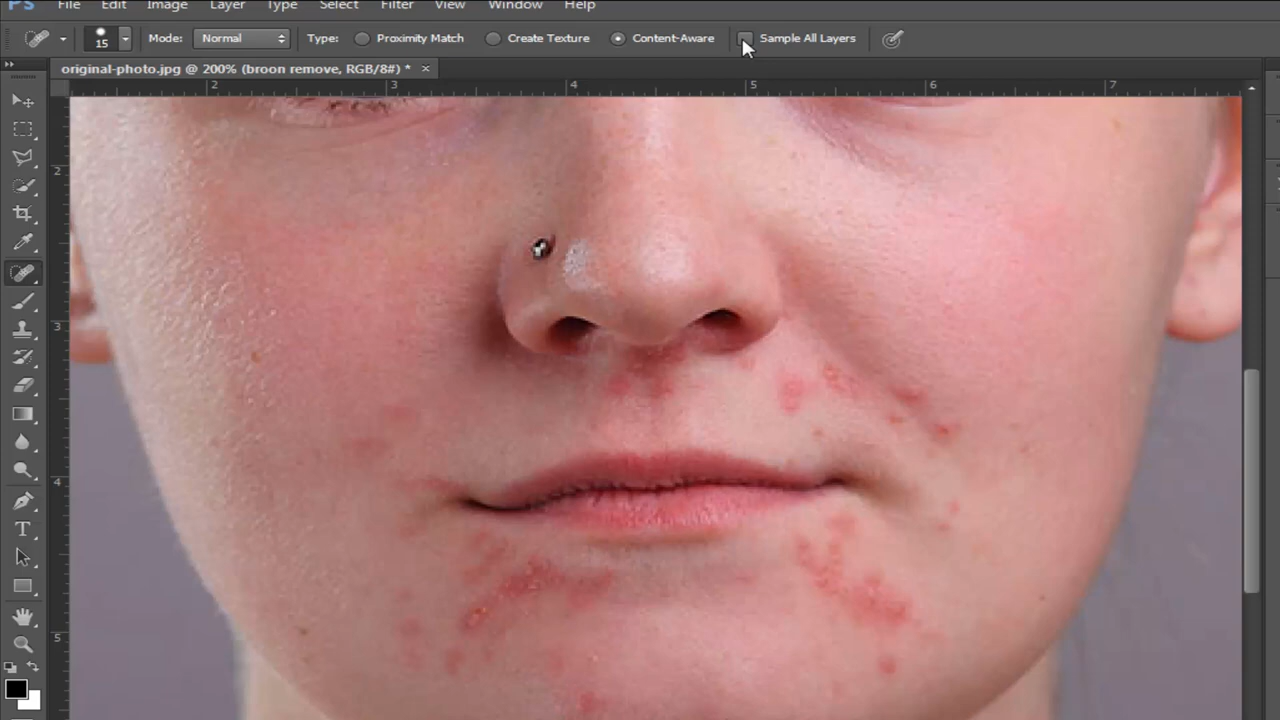 PS File Edit Image Layer Type Select Filter View Window Help
15 Mode: Normal Type: Proximity Match Create Texture Content-Aware Sample All Layers
original-photo.jpg @ 200% (broon remove, RGB/8#) * ×
2 3 4 5 6 7
2
3
4
5
T